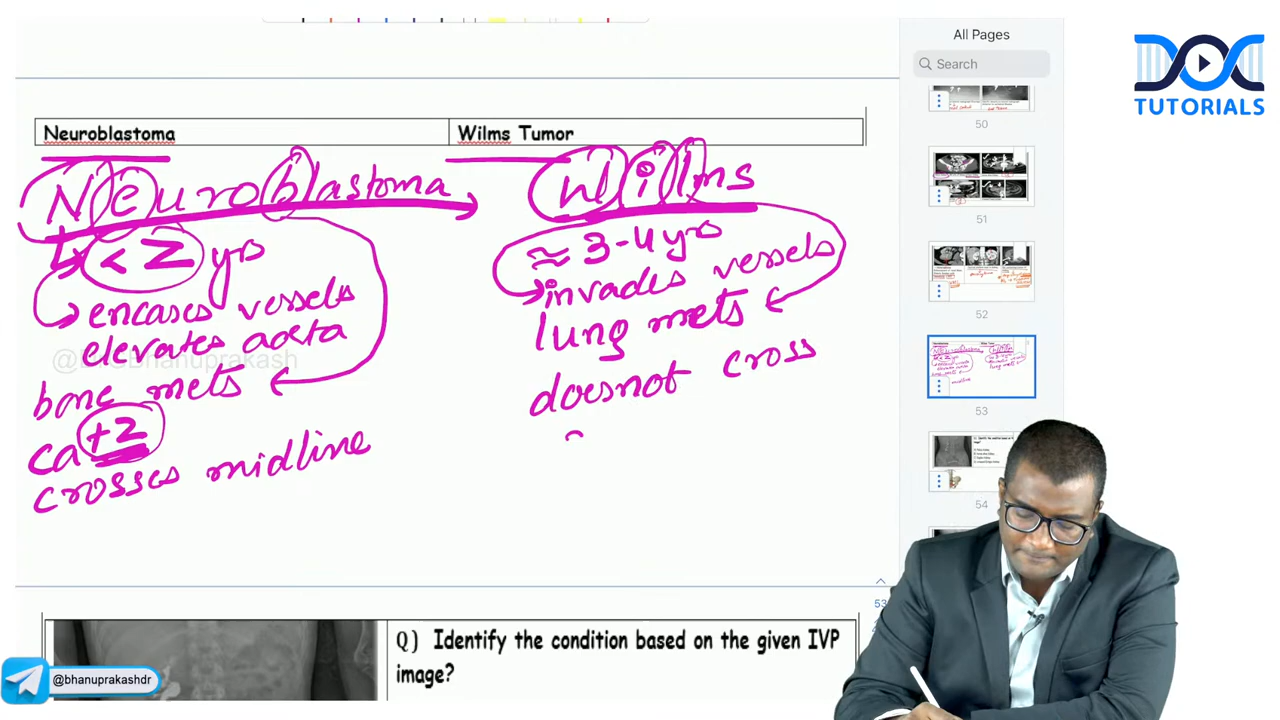 All Pages
Search
DOC
TUTORIALS
50
51
52
53
54
Neuroblastoma
Wilms Tumor
Neuroblastoma
< 2 yrs
encases vessels
elevates aorta
@DrBhanuprakash
bone mets
ca +2
crosses midline
Wilms
≈ 3-4 yrs
invades vessels
lung mets
doesnot cross
53
Q) Identify the condition based on the given IVP
image?
@bhanuprakashdr